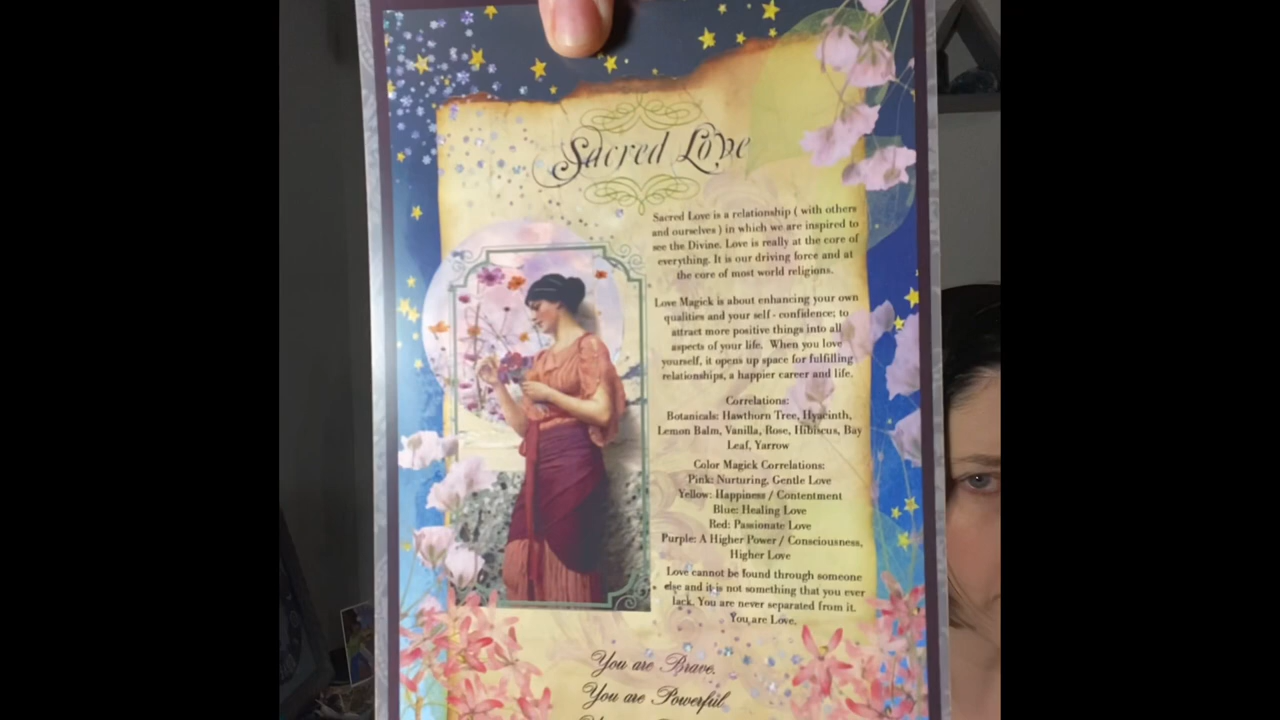 Sacred Love
Sacred Love is a relationship ( with others
and ourselves ) in which we are inspired to
see the Divine. Love is really at the core of
everything. It is our driving force and at
the core of most world religions.
Love Magick is about enhancing your own
qualities and your self - confidence; to
attract more positive things into all
aspects of your life. When you love
yourself, it opens up space for fulfilling
relationships, a happier career and life.
Correlations:
Botanicals: Hawthorn Tree, Hyacinth,
Lemon Balm, Vanilla, Rose, Hibiscus, Bay
Leaf, Yarrow
Color Magick Correlations:
Pink: Nurturing, Gentle Love
Yellow: Happiness / Contentment
Blue: Healing Love
Red: Passionate Love
Purple: A Higher Power / Consciousness,
Higher Love
Love cannot be found through someone
else and it is not something that you ever
lack. You are never separated from it.
You are Love.
You are Brave.
You are Powerful